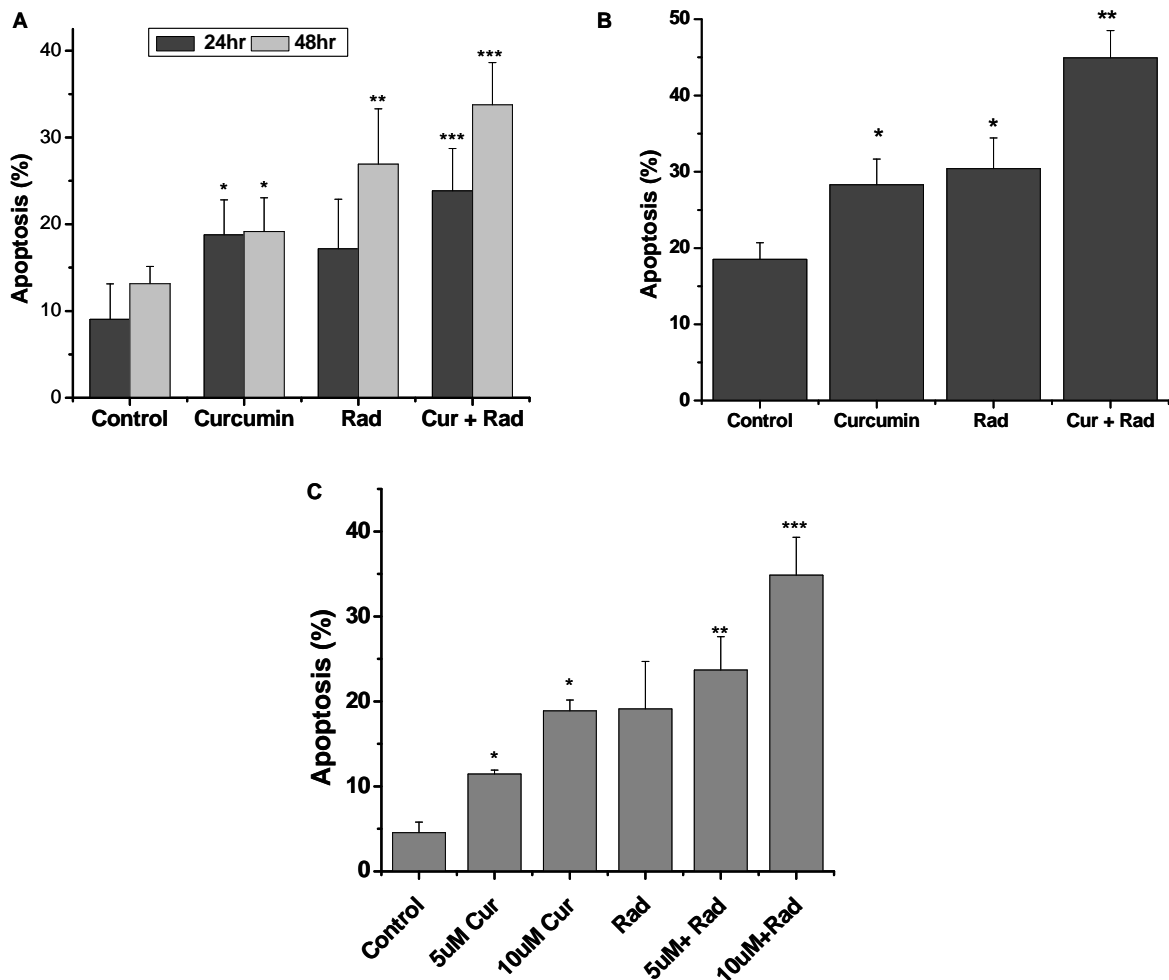 A
24hr 48hr
Apoptosis (%)
40
30
20
10
0
*
*
**
***
***
Control Curcumin Rad Cur + Rad
B
Apoptosis (%)
50
40
30
20
10
0
*
*
**
Control Curcumin Rad Cur + Rad
C
Apoptosis (%)
40
30
20
10
0
*
*
**
***
Control 5uM Cur 10uM Cur Rad 5uM+ Rad 10uM+Rad